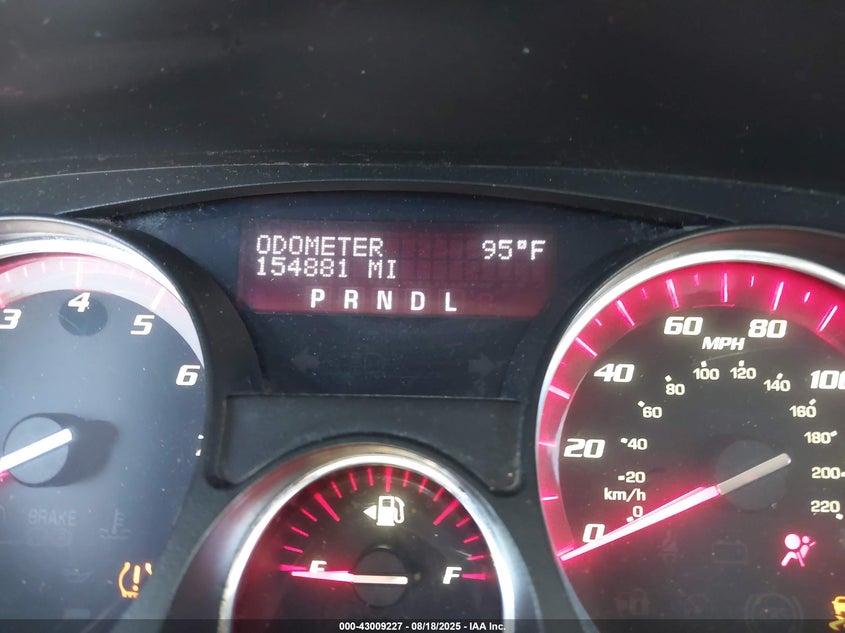 ODOMETER 95°F
154881 MI
P R N D L
3 4 5 6
BRAKE
E F
0 20 40 60 80 100
MPH
0 20 40 60 80 100 120 140 160 180 200 220
km/h
000-43009227 - 08/18/2025 - IAA Inc.